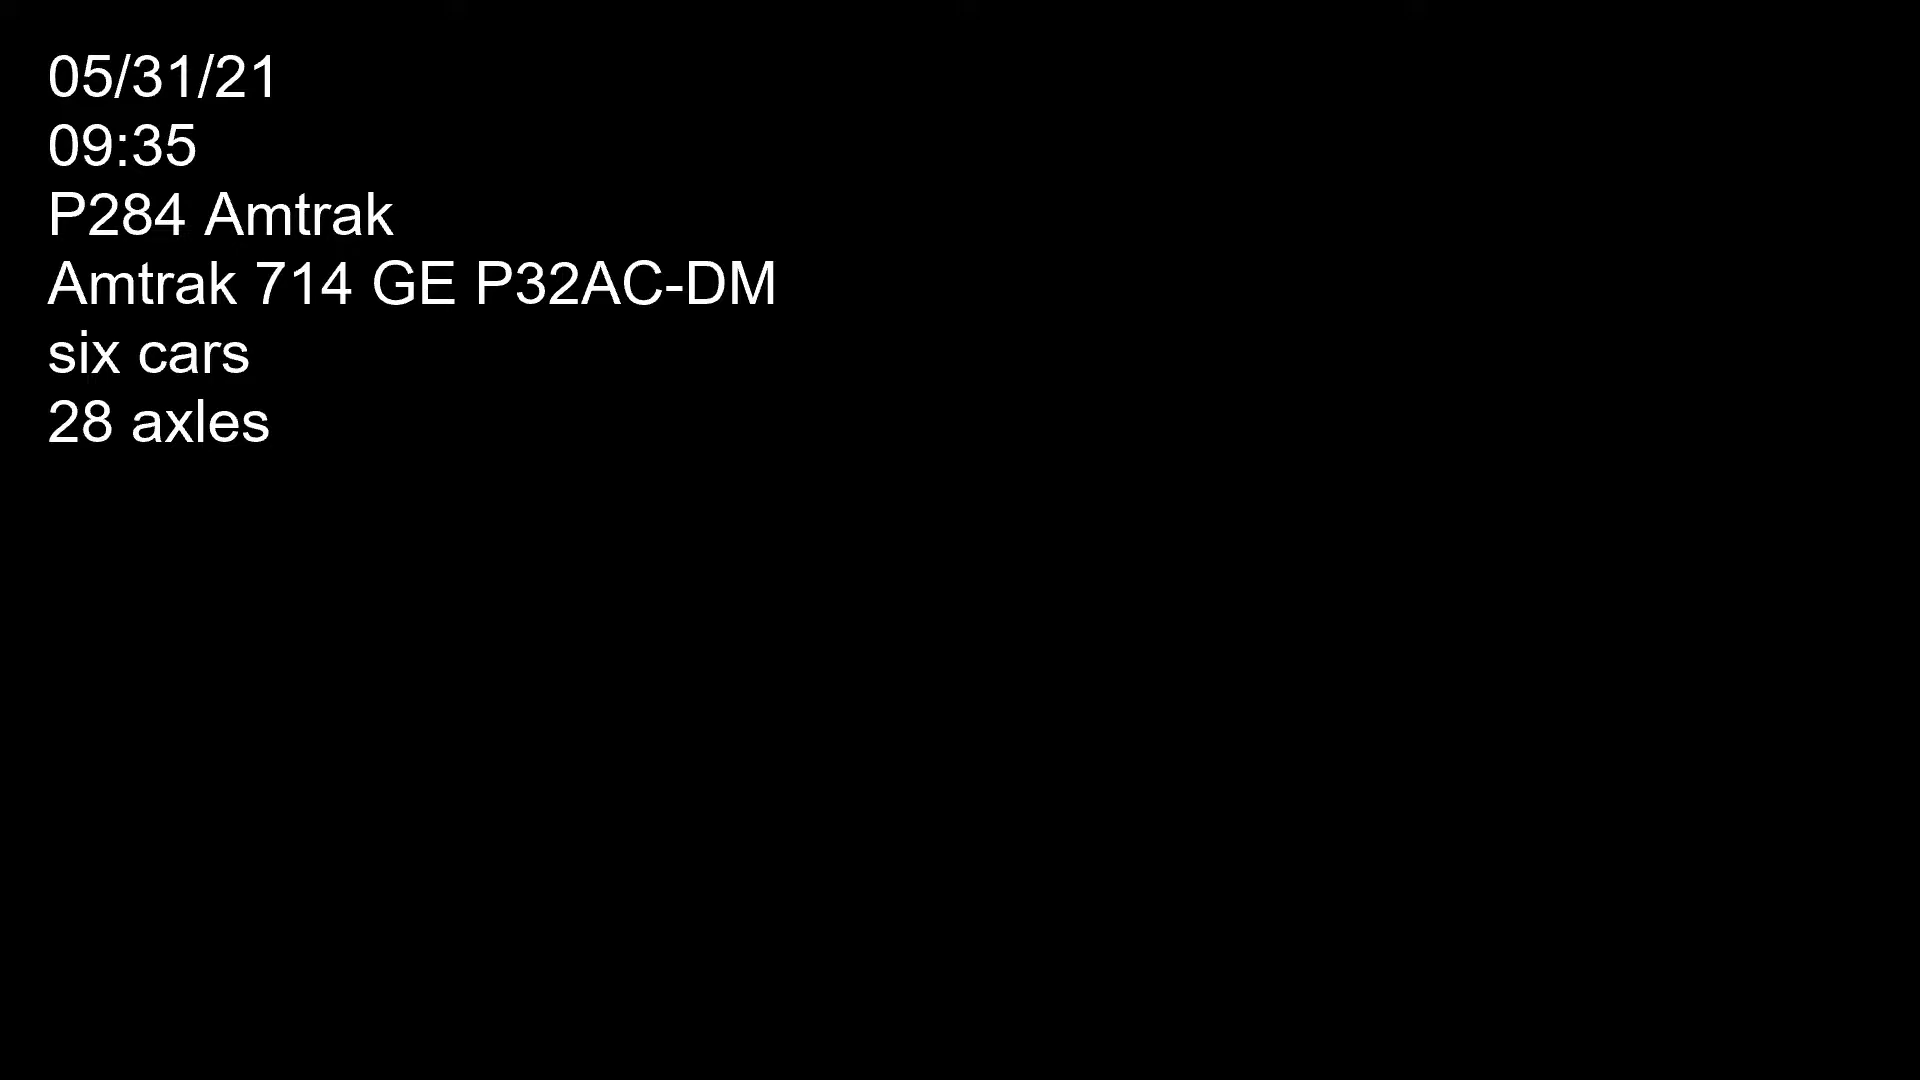 05/31/21
09:35
P284 Amtrak
Amtrak 714 GE P32AC-DM
six cars
28 axles